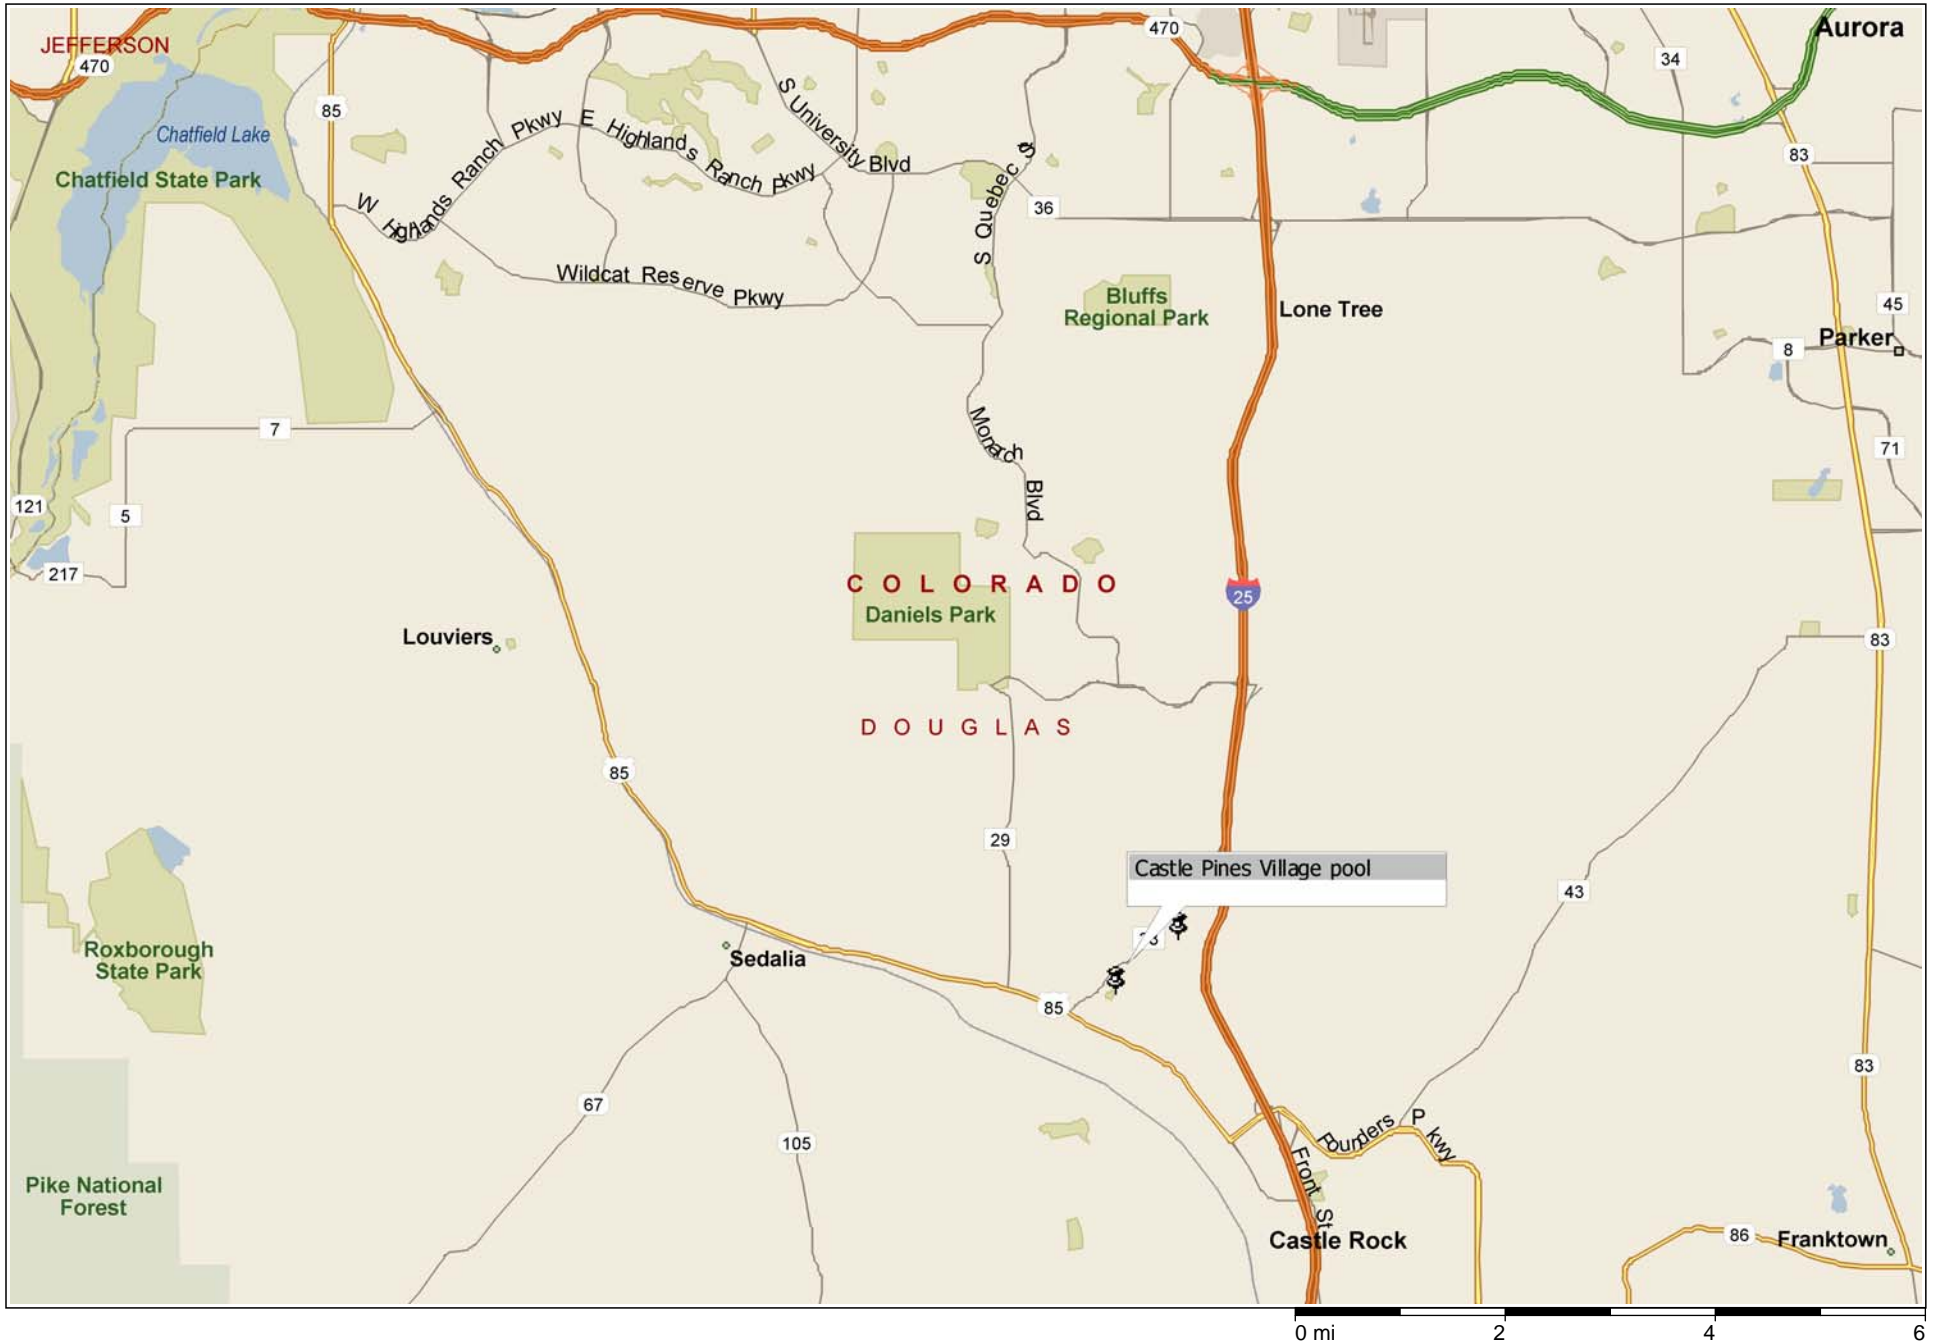 JEFFERSON
470
470
Aurora
34
85
S University Blvd
W Highlands Ranch Pkwy
E Highlands Ranch Pkwy
Chatfield Lake
Chatfield State Park
83
S Quebec St
36
Wildcat Reserve Pkwy
Bluffs
Regional Park
Lone Tree
45
Parker
8
7
Monarch Blvd
71
121
5
217
COLORADO
25
Daniels Park
Louviers
83
DOUGLAS
85
29
Castle Pines Village pool
43
Roxborough
State Park
Sedalia
85
83
67
105
Founders Pkwy
Front St
Pike National
Forest
Castle Rock
86
Franktown
0 mi 2 4 6